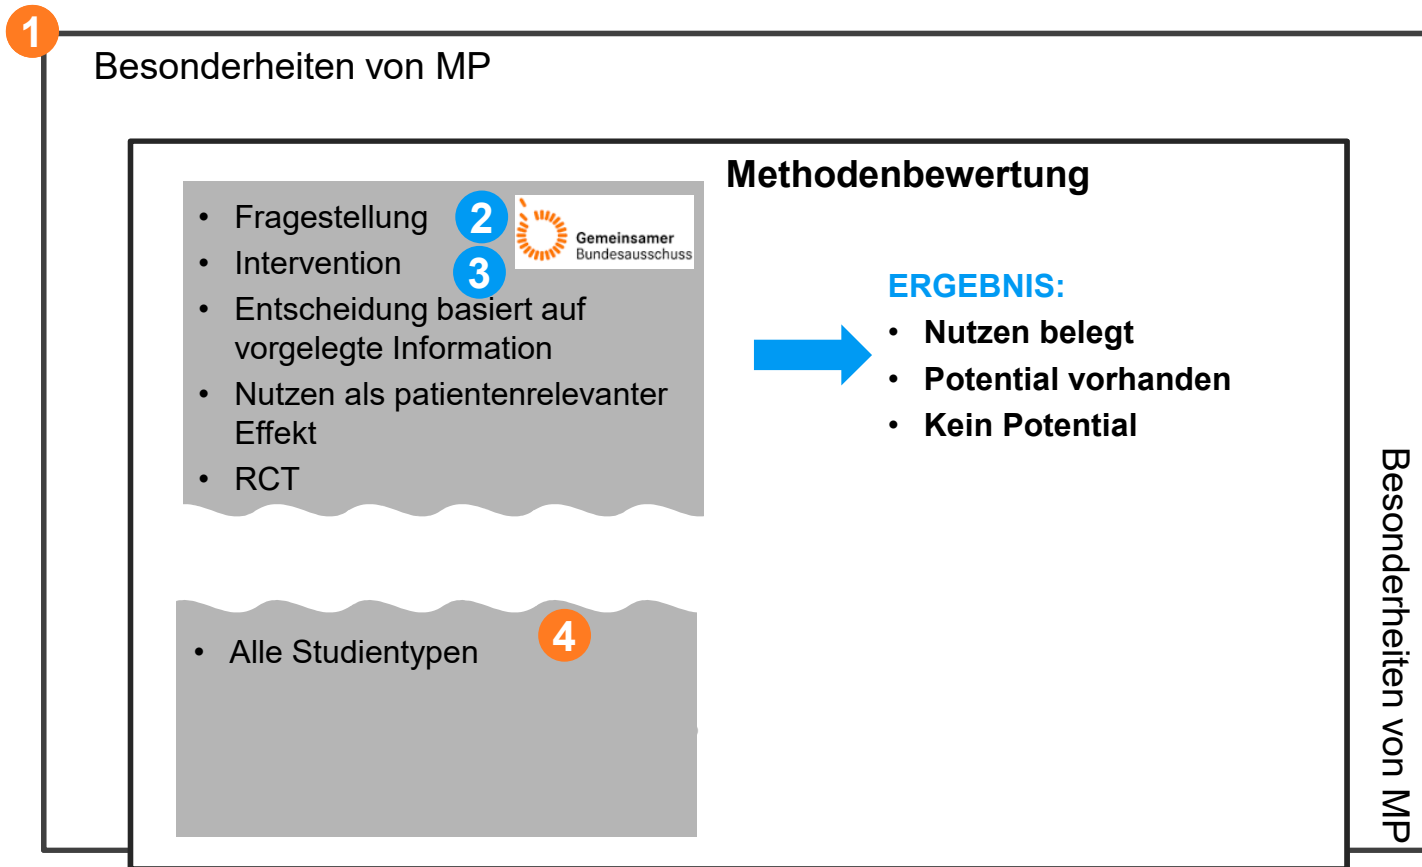 1
Besonderheiten von MP
Methodenbewertung
• Fragestellung 2
Gemeinsamer
Bundesausschuss
• Intervention 3
• Entscheidung basiert auf
vorgelegte Information
• Nutzen als patientenrelevanter
Effekt
• RCT
ERGEBNIS:
• Nutzen belegt
• Potential vorhanden
• Kein Potential
• Alle Studientypen 4
Besonderheiten von MP